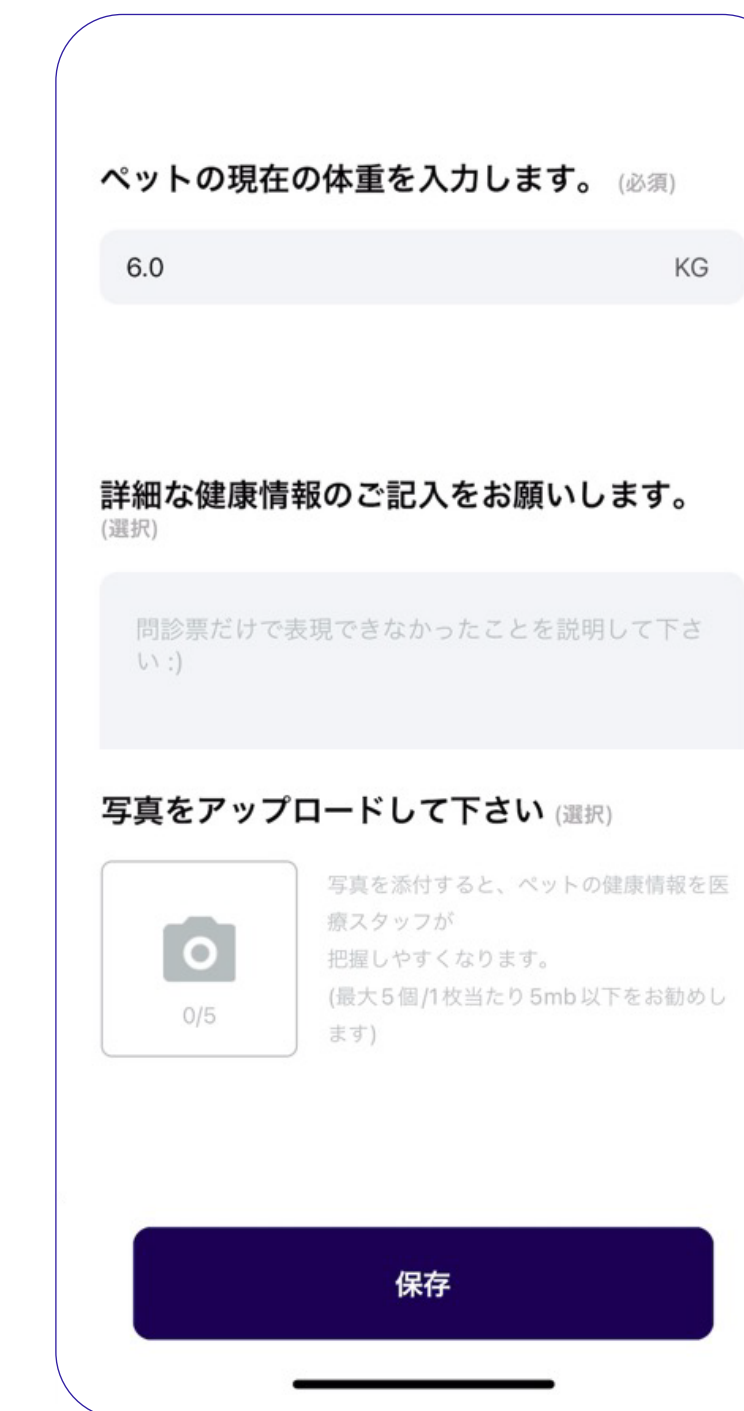 ペットの現在の体重を入力します。 (必須)
6.0 KG
詳細な健康情報のご記入をお願いします。
(選択)
問診票だけで表現できなかったことを説明して下さ
い :)
写真をアップロードして下さい (選択)
写真を添付すると、ペットの健康情報を医
療スタッフが
把握しやすくなります。
(最大5個/1枚当たり5mb以下をお勧めし
ます)
0/5
保存